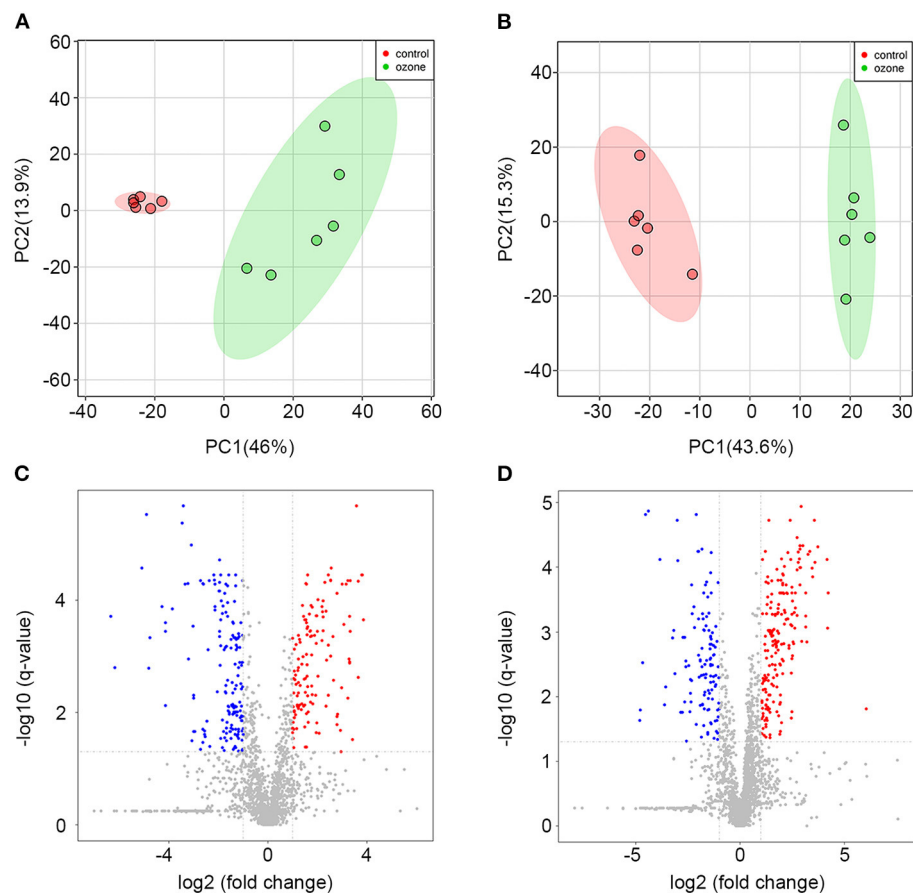 A
control
ozone
60
40
20
0
-20
-40
-60
PC2(13.9%)
-40
-20
0
20
40
60
PC1(46%)
B
control
ozone
40
20
0
-20
-40
PC2(15.3%)
-30
-20
-10
0
10
20
30
PC1(43.6%)
C
4
2
0
-log10 (q-value)
-4
0
4
log2 (fold change)
D
5
4
3
2
1
0
-log10 (q-value)
-5
0
5
log2 (fold change)